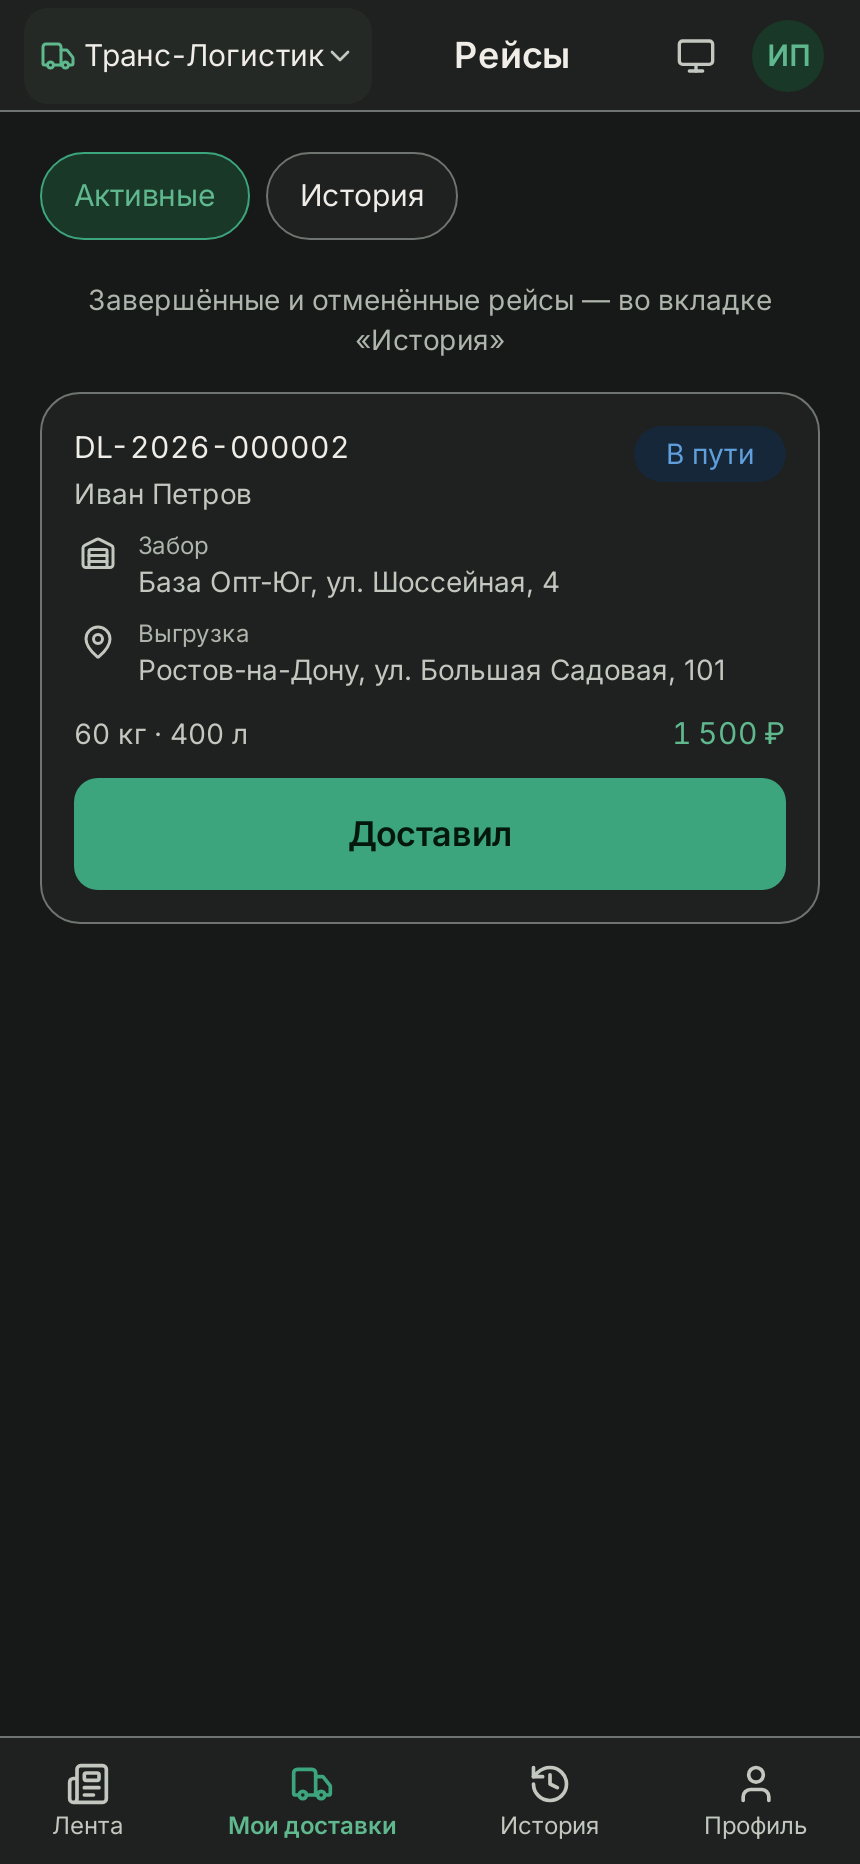 Транс-Логистик
Рейсы
ИП
Активные
История
Завершённые и отменённые рейсы — во вкладке
«История»
DL-2026-000002
В пути
Иван Петров
Забор
База Опт-Юг, ул. Шоссейная, 4
Выгрузка
Ростов-на-Дону, ул. Большая Садовая, 101
60 кг · 400 л
1 500 ₽
Доставил
Лента
Мои доставки
История
Профиль